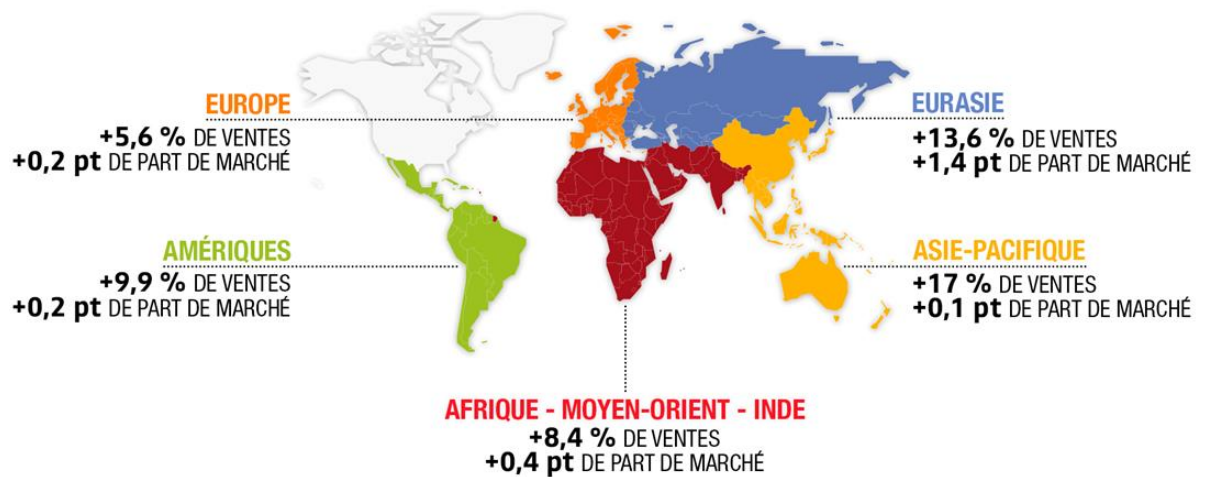 EUROPE
+5,6 % DE VENTES
+0,2 pt DE PART DE MARCHÉ
EURASIE
+13,6 % DE VENTES
+1,4 pt DE PART DE MARCHÉ
AMÉRIQUES
+9,9 % DE VENTES
+0,2 pt DE PART DE MARCHÉ
ASIE-PACIFIQUE
+17 % DE VENTES
+0,1 pt DE PART DE MARCHÉ
AFRIQUE - MOYEN-ORIENT - INDE
+8,4 % DE VENTES
+0,4 pt DE PART DE MARCHÉ